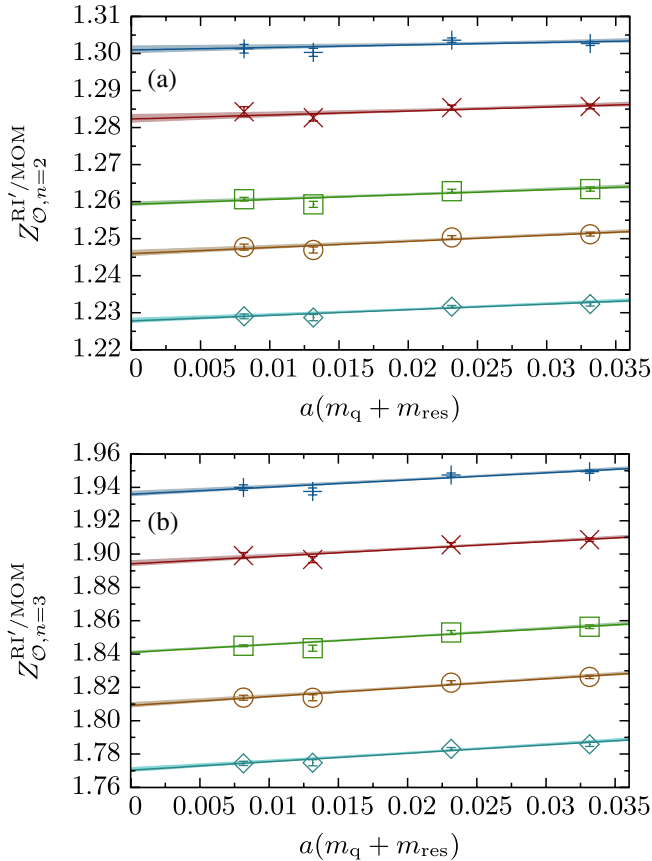 1.31
1.30
1.29
1.28
1.27
1.26
1.25
1.24
1.23
1.22
(a)
Z^{RI′/MOM}_{𝒪,n=2}
0 0.005 0.01 0.015 0.02 0.025 0.03 0.035
a(m_q + m_res)
1.96
1.94
1.92
1.90
1.88
1.86
1.84
1.82
1.80
1.78
1.76
(b)
Z^{RI′/MOM}_{𝒪,n=3}
0 0.005 0.01 0.015 0.02 0.025 0.03 0.035
a(m_q + m_res)